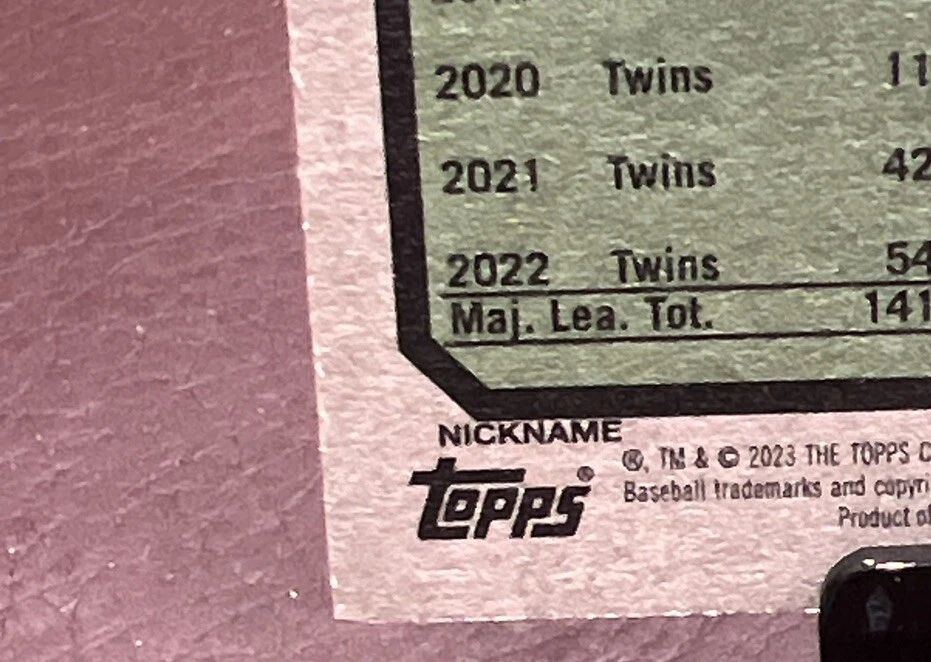 2020 Twins 11
2021 Twins 42
2022 Twins 54
Maj. Lea. Tot. 141
NICKNAME
®, TM & © 2023 THE TOPPS C
topps®
Baseball trademarks and copyri
Product of